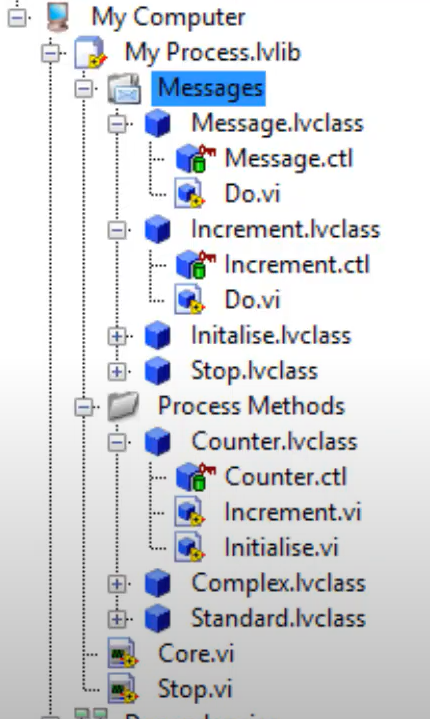 My Computer
My Process.lvlib
Messages
Message.lvclass
Message.ctl
Do.vi
Increment.lvclass
Increment.ctl
Do.vi
Initalise.lvclass
Stop.lvclass
Process Methods
Counter.lvclass
Counter.ctl
Increment.vi
Initialise.vi
Complex.lvclass
Standard.lvclass
Core.vi
Stop.vi